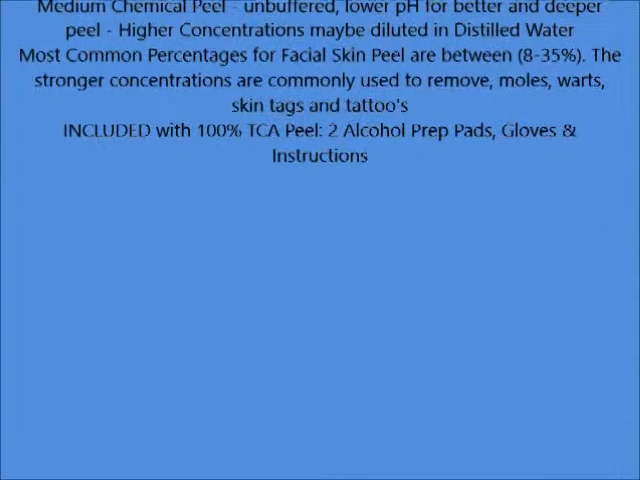 Medium Chemical Peel - unbuffered, lower pH for better and deeper
peel - Higher Concentrations maybe diluted in Distilled Water
Most Common Percentages for Facial Skin Peel are between (8-35%). The
stronger concentrations are commonly used to remove, moles, warts,
skin tags and tattoo's
INCLUDED with 100% TCA Peel: 2 Alcohol Prep Pads, Gloves &
Instructions